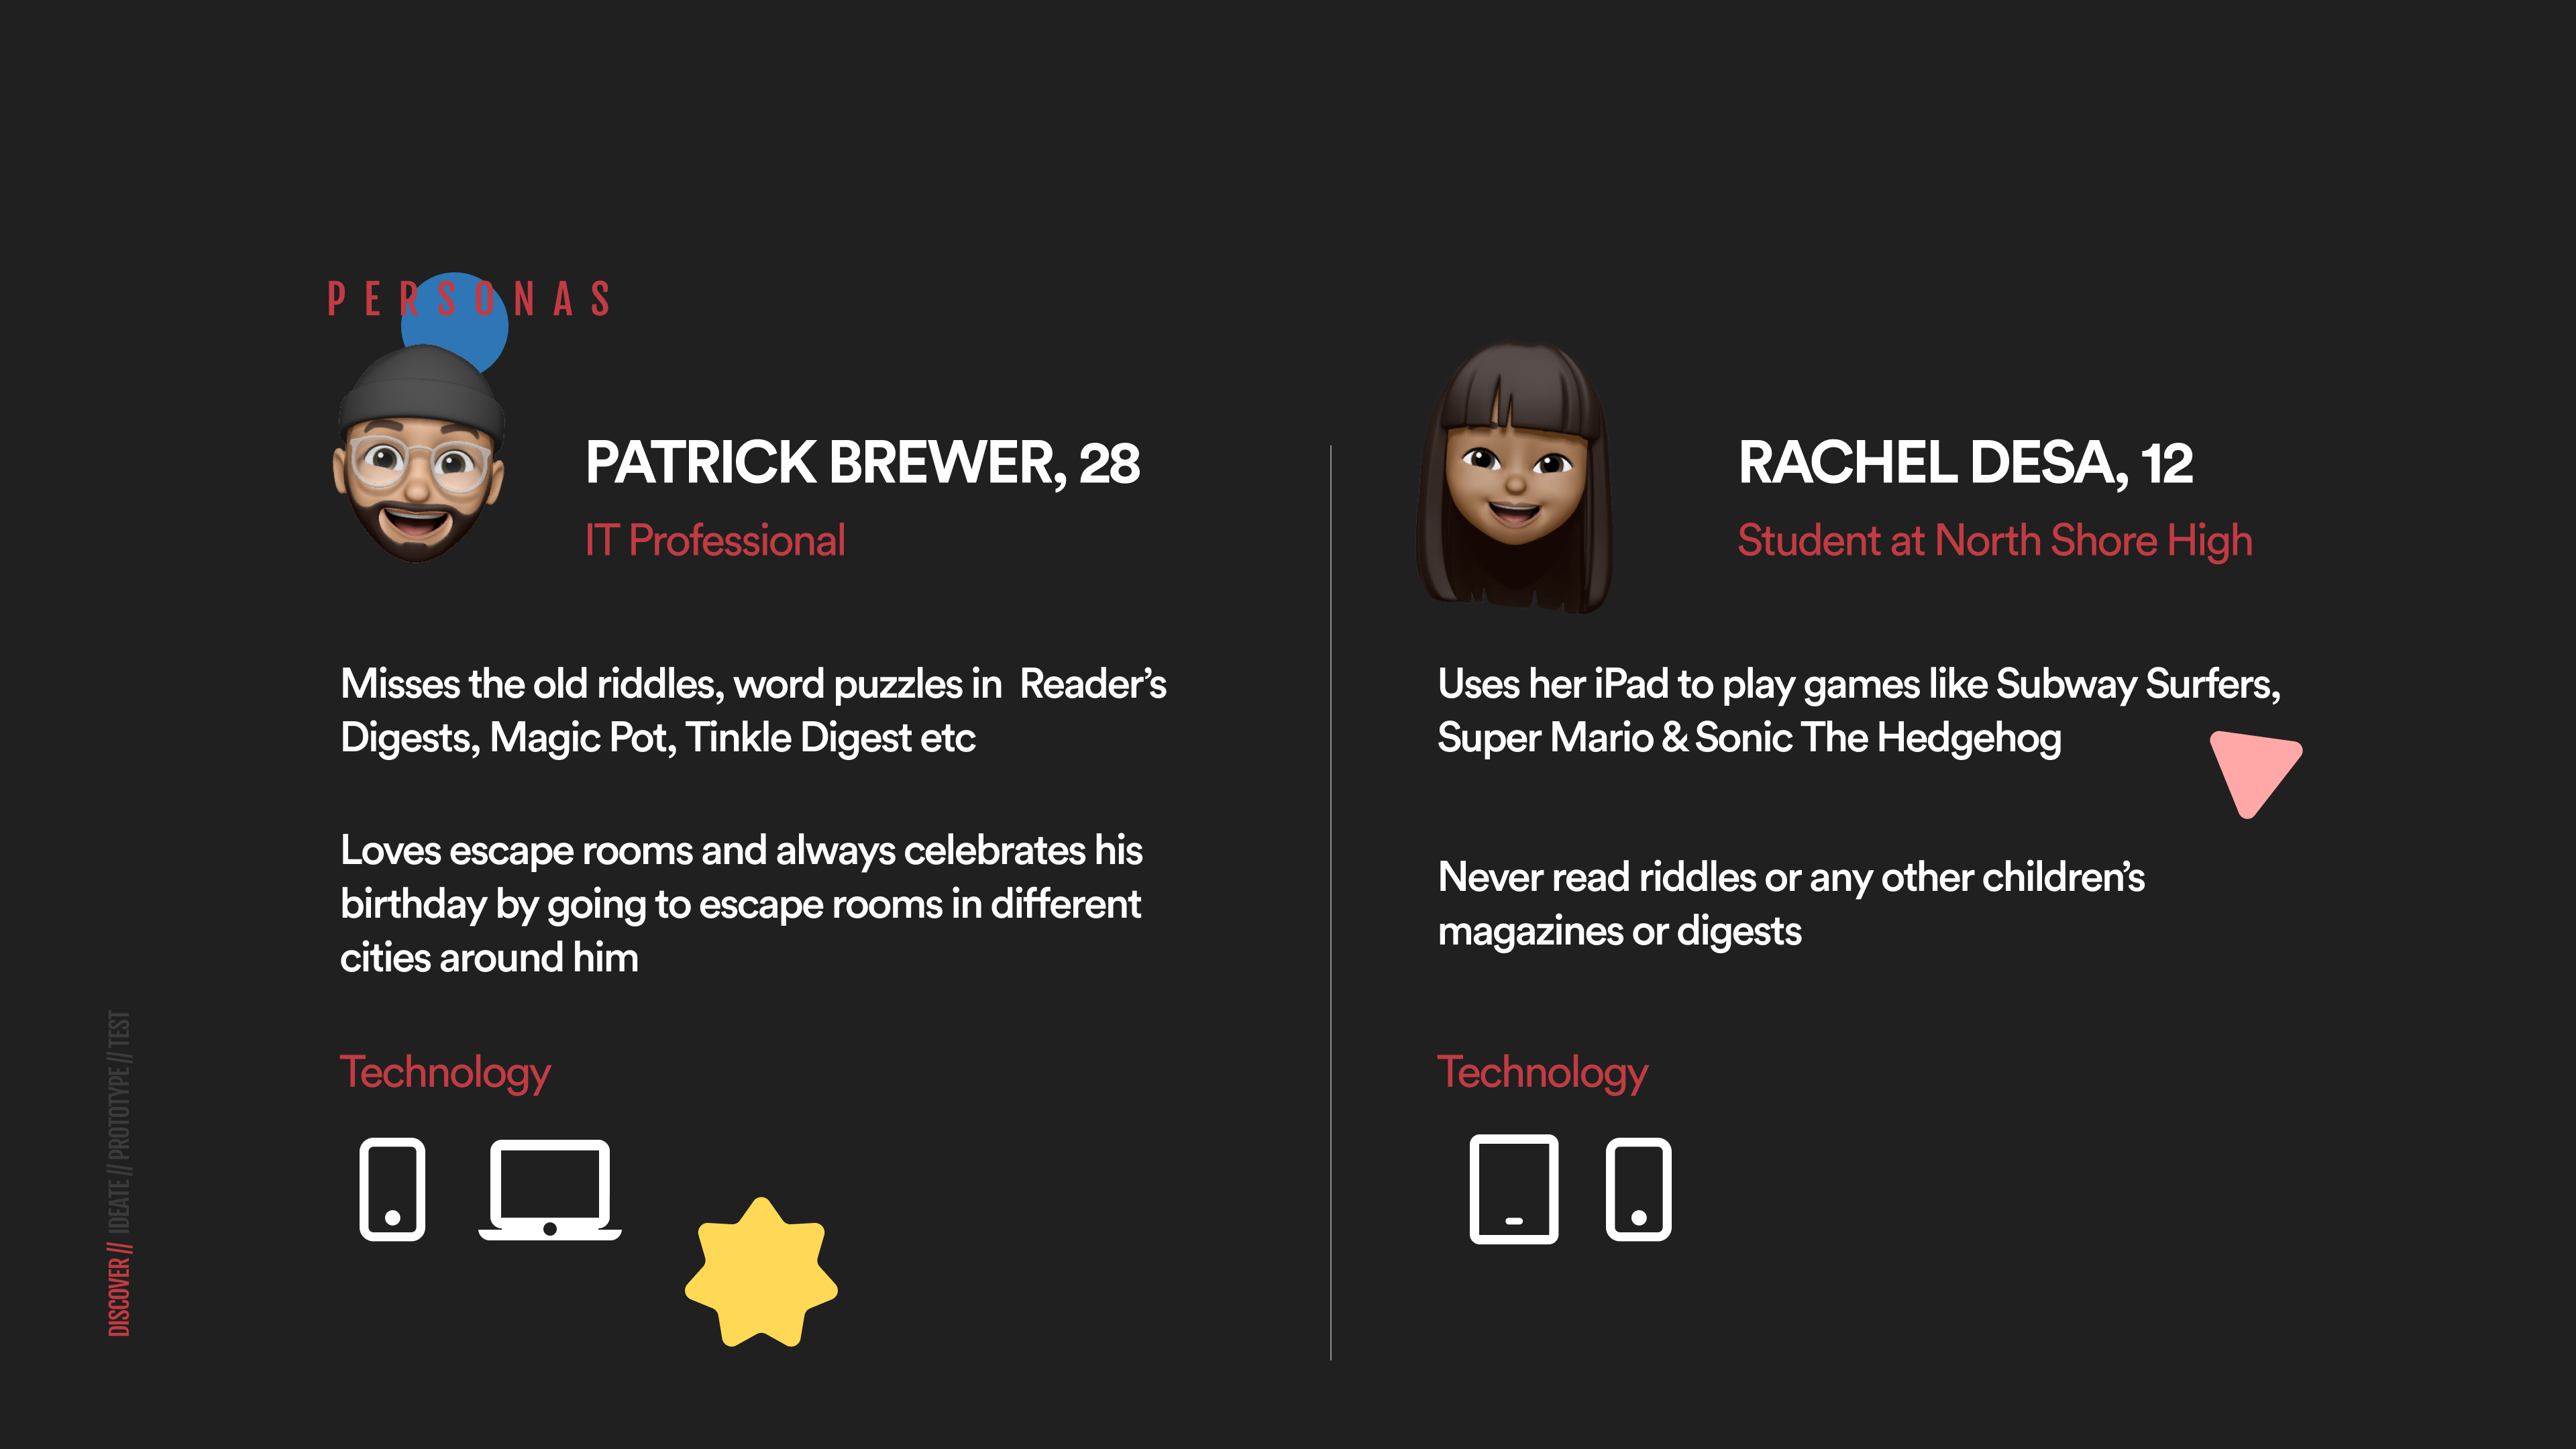 PERSONAS
PATRICK BREWER, 28
IT Professional
Misses the old riddles, word puzzles in  Reader’s
Digests, Magic Pot, Tinkle Digest etc
Loves escape rooms and always celebrates his
birthday by going to escape rooms in different
cities around him
Technology
RACHEL DESA, 12
Student at North Shore High
Uses her iPad to play games like Subway Surfers,
Super Mario & Sonic The Hedgehog
Never read riddles or any other children’s
magazines or digests
Technology
DISCOVER // IDEATE // PROTOTYPE // TEST